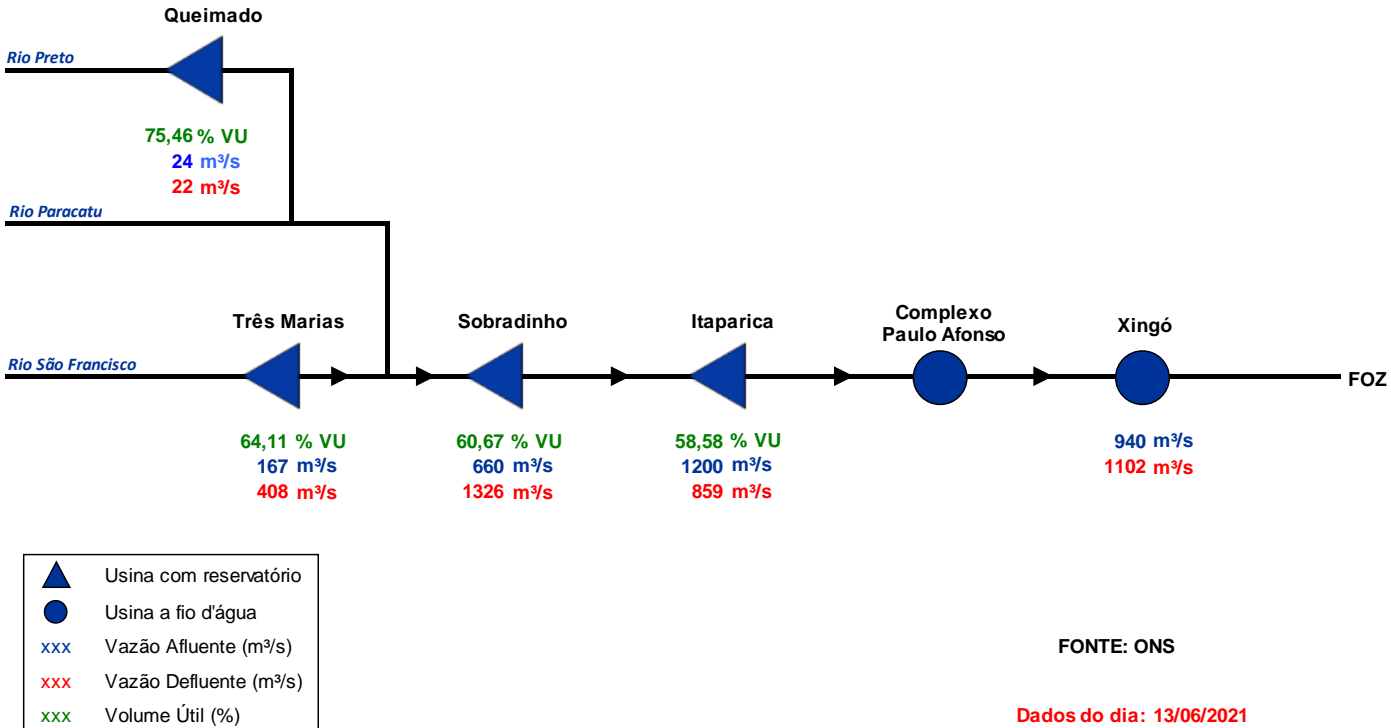 Queimado
Rio Preto
75,46 % VU
24 m³/s
22 m³/s
Rio Paracatu
Três Marias
Sobradinho
Itaparica
Complexo
Paulo Afonso
Xingó
Rio São Francisco
FOZ
64,11 % VU
167 m³/s
408 m³/s
60,67 % VU
660 m³/s
1326 m³/s
58,58 % VU
1200 m³/s
859 m³/s
940 m³/s
1102 m³/s
Usina com reservatório
Usina a fio d'água
xxx Vazão Afluente (m³/s)
xxx Vazão Defluente (m³/s)
xxx Volume Útil (%)
FONTE: ONS
Dados do dia: 13/06/2021